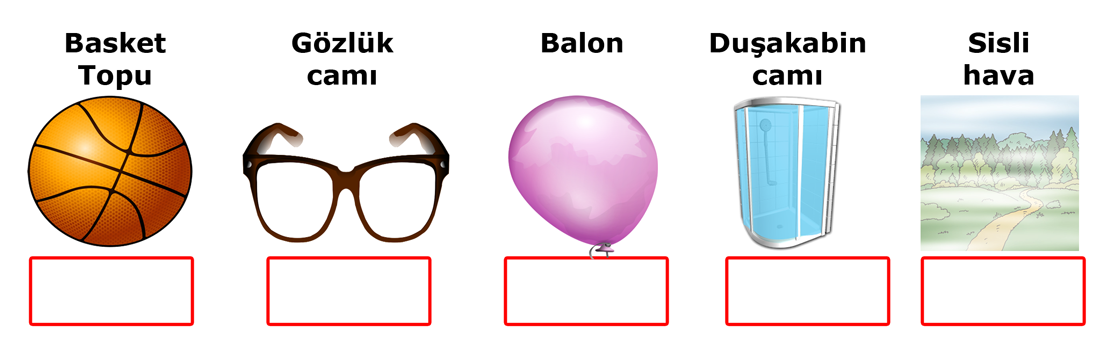 Basket
Topu
Gözlük
camı
Balon
Duşakabin
camı
Sisli
hava